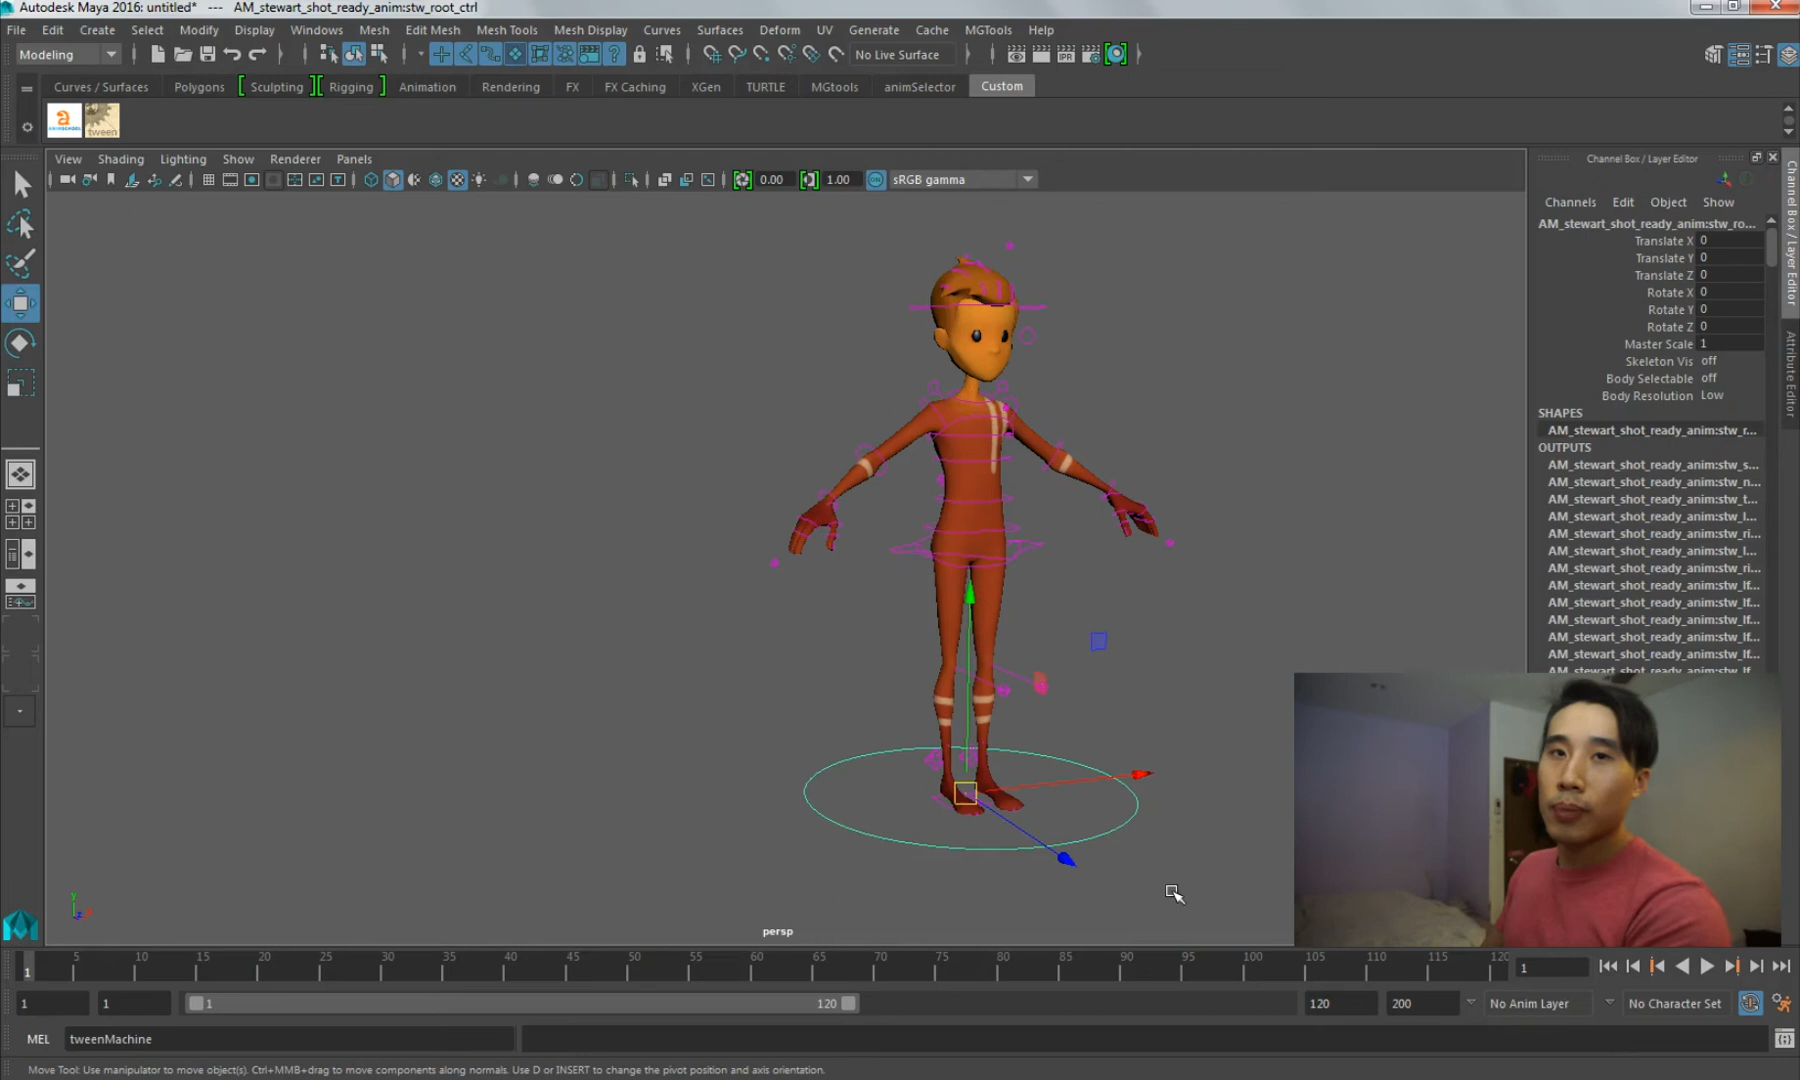 Autodesk Maya 2016: untitled* --- AM_stewart_shot_ready_anim:stw_root_ctrl
File Edit Create Select Modify Display Windows Mesh Edit Mesh Mesh Tools Mesh Display Curves Surfaces Deform UV Generate Cache MGTools Help
Modeling No Live Surface
Curves / Surfaces Polygons Sculpting Rigging Animation Rendering FX FX Caching XGen TURTLE MGtools animSelector Custom
tween
View Shading Lighting Show Renderer Panels
0.00 1.00 sRGB gamma
Channel Box / Layer Editor
Channels Edit Object Show
AM_stewart_shot_ready_anim:stw_ro...
Translate X 0
Translate Y 0
Translate Z 0
Rotate X 0
Rotate Y 0
Rotate Z 0
Master Scale 1
Skeleton Vis off
Body Selectable off
Body Resolution Low
SHAPES
AM_stewart_shot_ready_anim:stw_r...
OUTPUTS
AM_stewart_shot_ready_anim:stw_s...
AM_stewart_shot_ready_anim:stw_n...
AM_stewart_shot_ready_anim:stw_t...
AM_stewart_shot_ready_anim:stw_l...
AM_stewart_shot_ready_anim:stw_ri...
AM_stewart_shot_ready_anim:stw_l...
AM_stewart_shot_ready_anim:stw_ri...
AM_stewart_shot_ready_anim:stw_lf...
AM_stewart_shot_ready_anim:stw_lf...
AM_stewart_shot_ready_anim:stw_lf...
AM_stewart_shot_ready_anim:stw_lf...
AM_stewart_shot_ready_anim:stw_lf...
Channel Box / Layer Editor
Attribute Editor
persp
1 5 10 15 20 25 30 35 40 45 50 55 60 65 70 75 80 85 90 95 100 105 110 115 120 1
1 1 1 120 120 200 No Anim Layer No Character Set
MEL tweenMachine
Move Tool: Use manipulator to move object(s). Ctrl+MMB+drag to move components along normals. Use D or INSERT to change the pivot position and axis orientation.